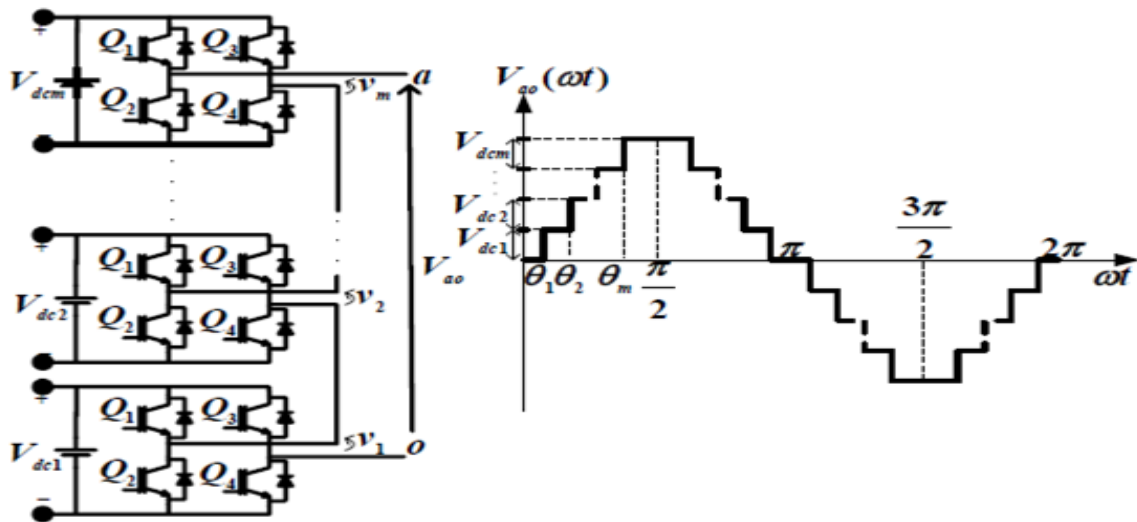 +
Q1 Q3
Vdcm
a
vm
Q2 Q4
+
Q1 Q3
Vdc2
v2
Q2 Q4
Vao
+
Q1 Q3
Vdc1
v1
o
Q2 Q4
−
Vao(ωt)
Vdcm
Vdc2
Vdc1
θ1 θ2 θm π/2 π 3π/2 2π
ωt